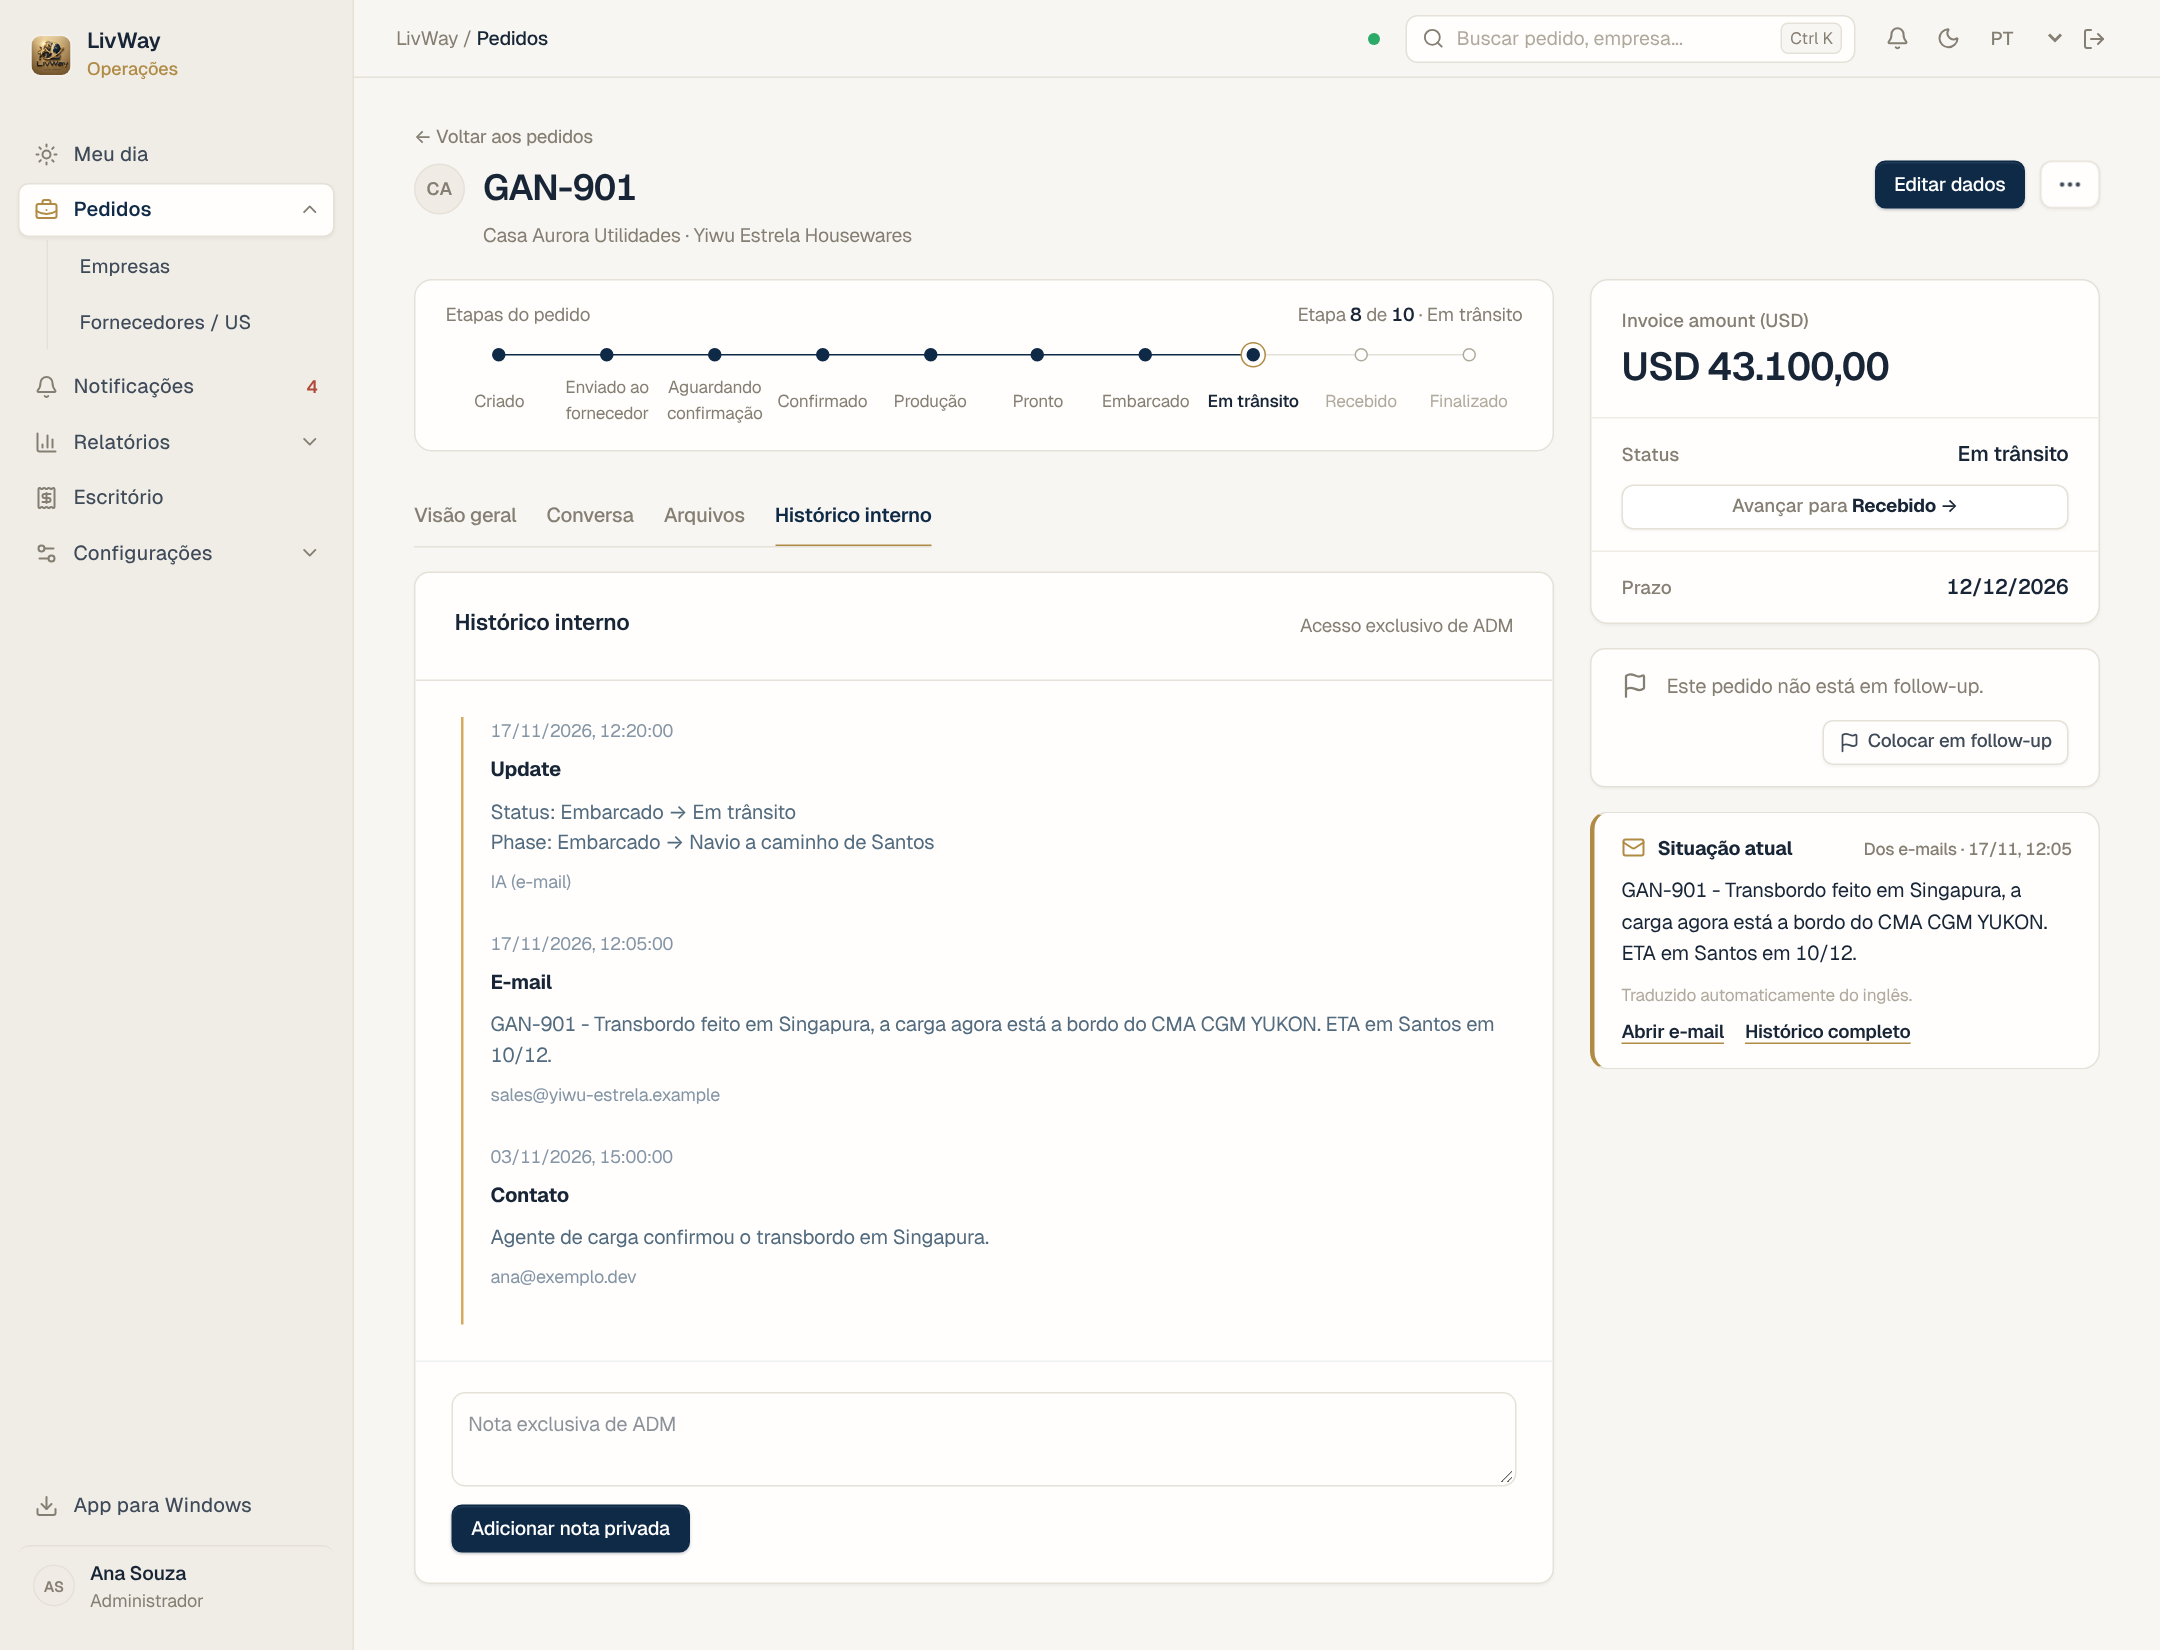 LivWay
Operações
Meu dia
Pedidos
Empresas
Fornecedores / US
Notificações 4
Relatórios
Escritório
Configurações
App para Windows
AS
Ana Souza
Administrador
LivWay / Pedidos
Buscar pedido, empresa... Ctrl K
PT
← Voltar aos pedidos
CA
GAN-901
Casa Aurora Utilidades · Yiwu Estrela Housewares
Editar dados
Etapas do pedido
Etapa 8 de 10 · Em trânsito
Criado
Enviado ao
fornecedor
Aguardando
confirmação
Confirmado
Produção
Pronto
Embarcado
Em trânsito
Recebido
Finalizado
Visão geral
Conversa
Arquivos
Histórico interno
Histórico interno
Acesso exclusivo de ADM
17/11/2026, 12:20:00
Update
Status: Embarcado → Em trânsito
Phase: Embarcado → Navio a caminho de Santos
IA (e-mail)
17/11/2026, 12:05:00
E-mail
GAN-901 - Transbordo feito em Singapura, a carga agora está a bordo do CMA CGM YUKON. ETA em Santos em
10/12.
sales@yiwu-estrela.example
03/11/2026, 15:00:00
Contato
Agente de carga confirmou o transbordo em Singapura.
ana@exemplo.dev
Nota exclusiva de ADM
Adicionar nota privada
Invoice amount (USD)
USD 43.100,00
Status Em trânsito
Avançar para Recebido →
Prazo 12/12/2026
Este pedido não está em follow-up.
Colocar em follow-up
Situação atual
Dos e-mails · 17/11, 12:05
GAN-901 - Transbordo feito em Singapura, a
carga agora está a bordo do CMA CGM YUKON.
ETA em Santos em 10/12.
Traduzido automaticamente do inglês.
Abrir e-mail Histórico completo